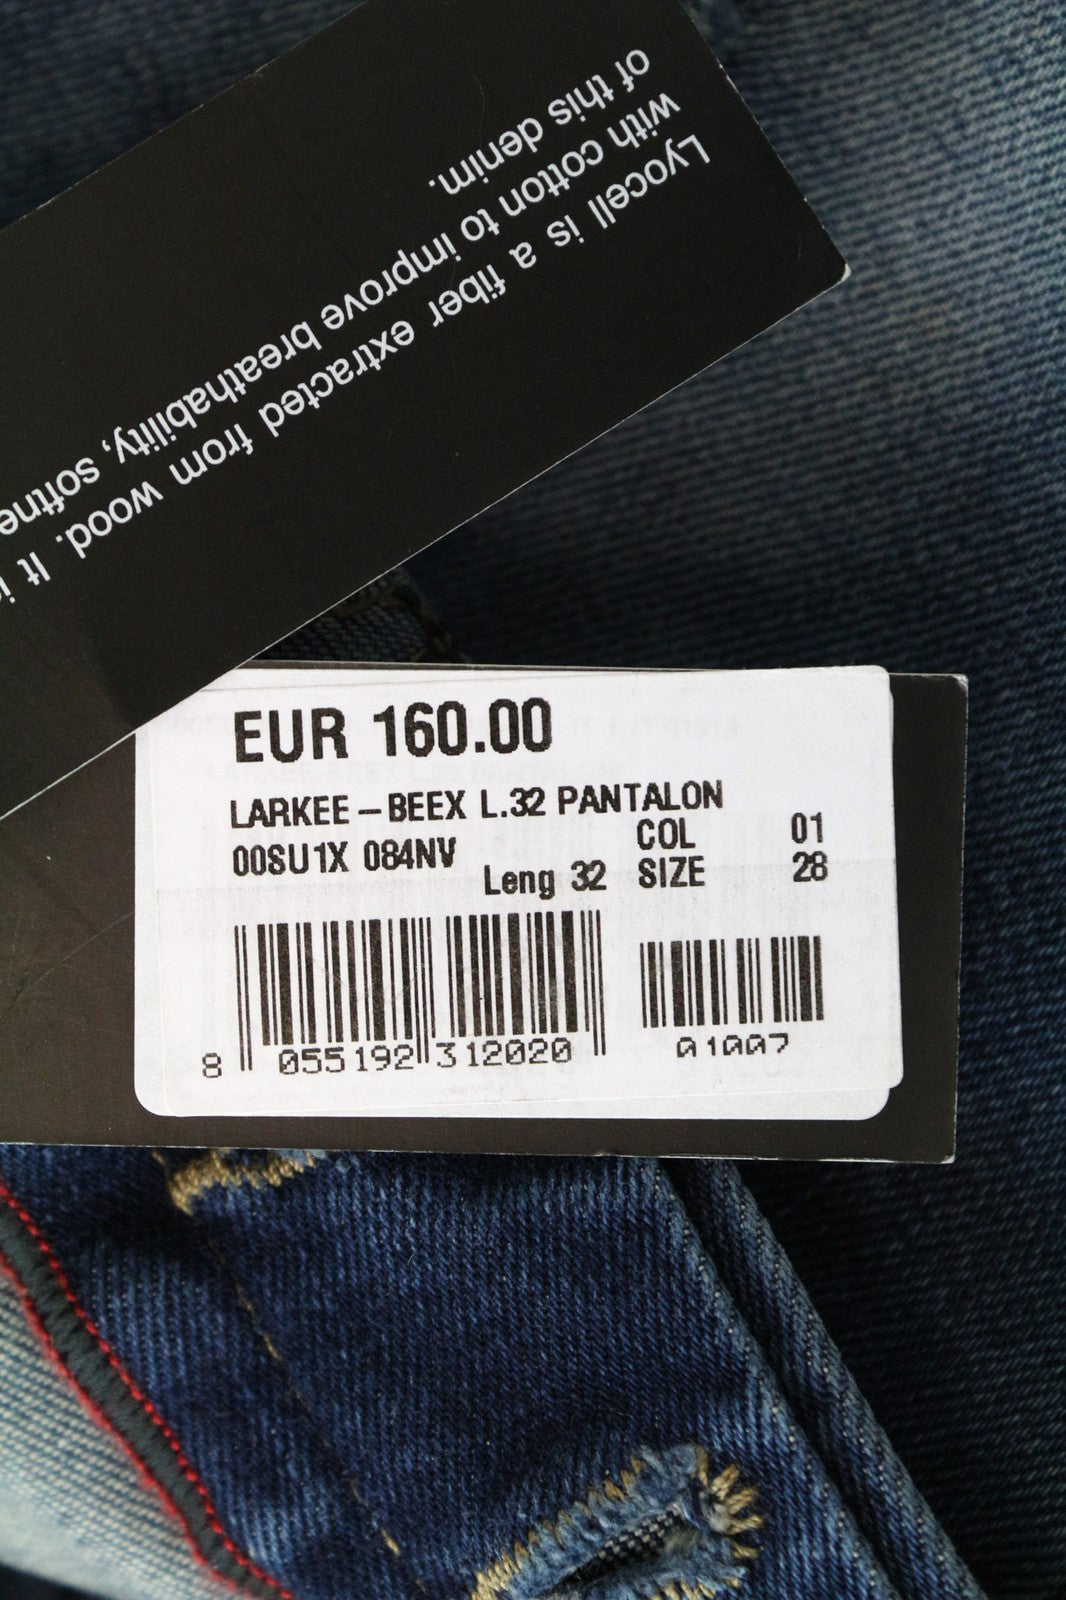 Lyocell is a fiber extracted from wood. It
with cotton to improve breathability,
of this denim.
EUR 160.00
LARKEE-BEEX L.32 PANTALON
00SU1X 084NV
COL 01
Leng 32
SIZE 28
8 055192 312020
01007